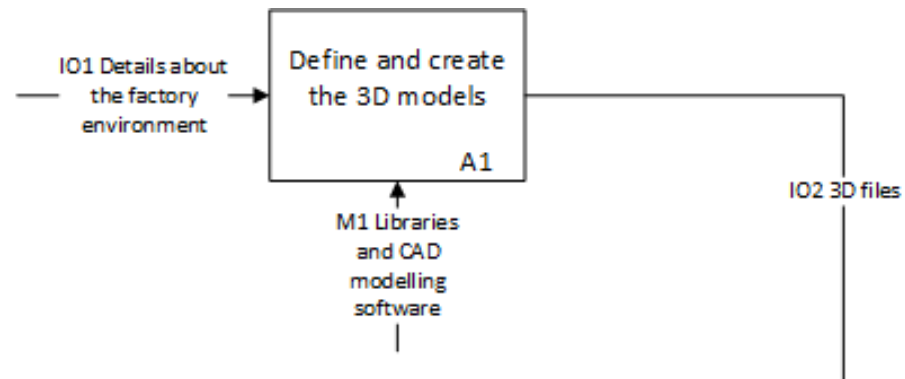 IO1 Details about
the factory
environment
Define and create
the 3D models
A1
M1 Libraries
and CAD
modelling
software
IO2 3D files